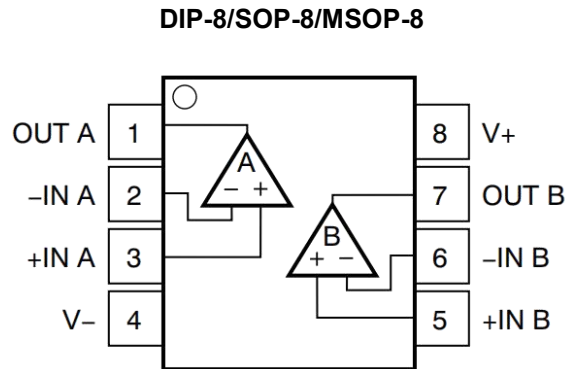 DIP-8/SOP-8/MSOP-8
OUT A 1 8 V+
A
–IN A 2 – + 7 OUT B
B
+IN A 3 + – 6 –IN B
V– 4 5 +IN B